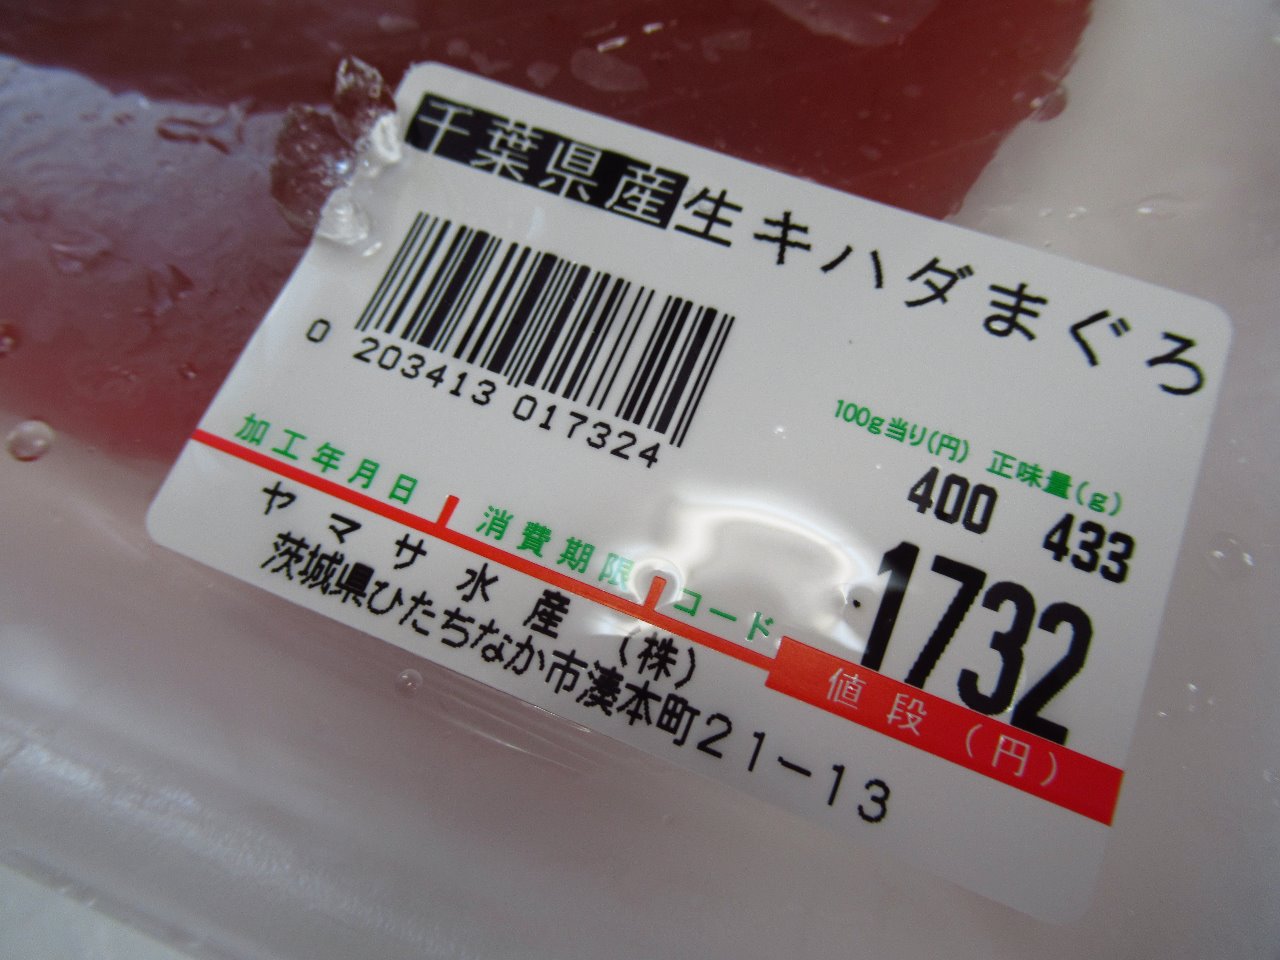 千葉県産生キハダまぐろ
0 203413 017324
100g当り(円) 正味量(g)
400 433
加工年月日 消費期限 コード
1732
値段(円)
ヤマサ水産(株)
茨城県ひたちなか市湊本町21-13